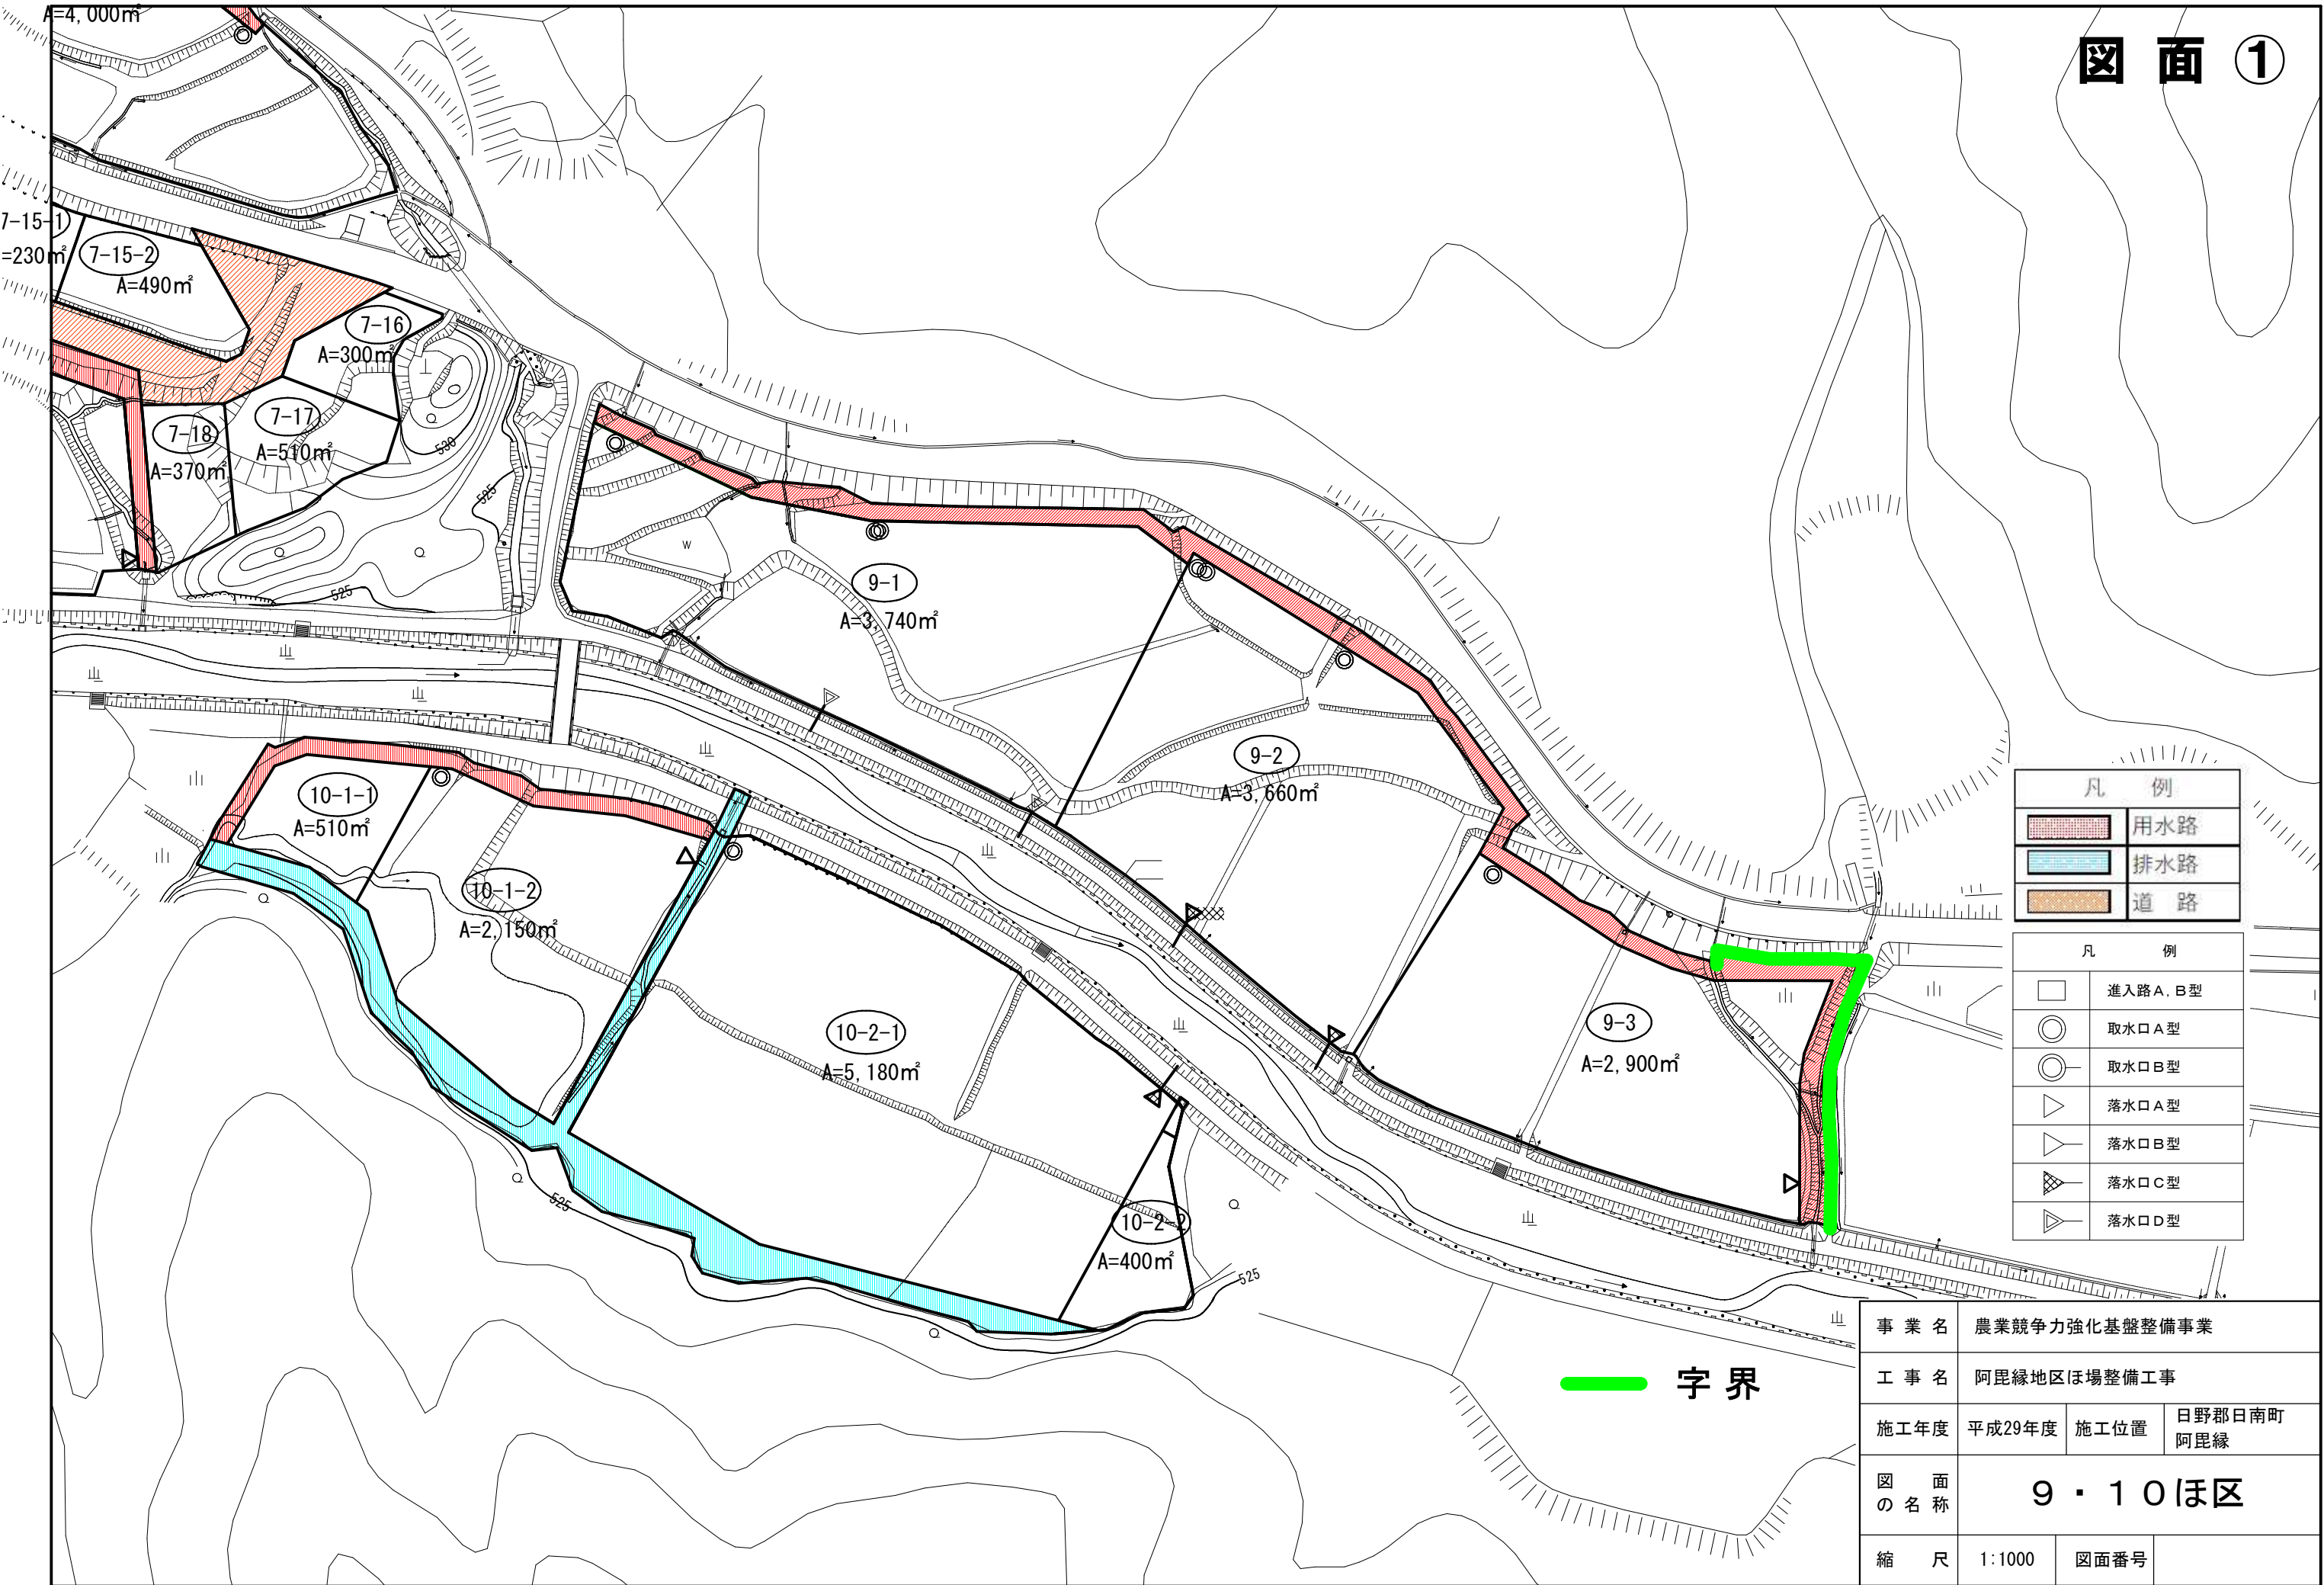 図面 ①
A=4,000㎡
7-15-1
=230㎡
7-15-2
A=490㎡
7-16
A=300㎡
7-17
A=510㎡
7-18
A=370㎡
530
525
525
W
9-1
A=3,740㎡
9-2
A=3,660㎡
9-3
A=2,900㎡
10-1-1
A=510㎡
10-1-2
A=2,150㎡
10-2-1
A=5,180㎡
10-2-2
A=400㎡
525
525
凡 例
用水路
排水路
道 路
凡 例
進入路A,B型
取水口A型
取水口B型
落水口A型
落水口B型
落水口C型
落水口D型
字界
事業名 農業競争力強化基盤整備事業
工事名 阿毘縁地区ほ場整備工事
施工年度 平成29年度 施工位置 日野郡日南町
阿毘縁
図面
の名称 9・10ほ区
縮尺 1:1000 図面番号